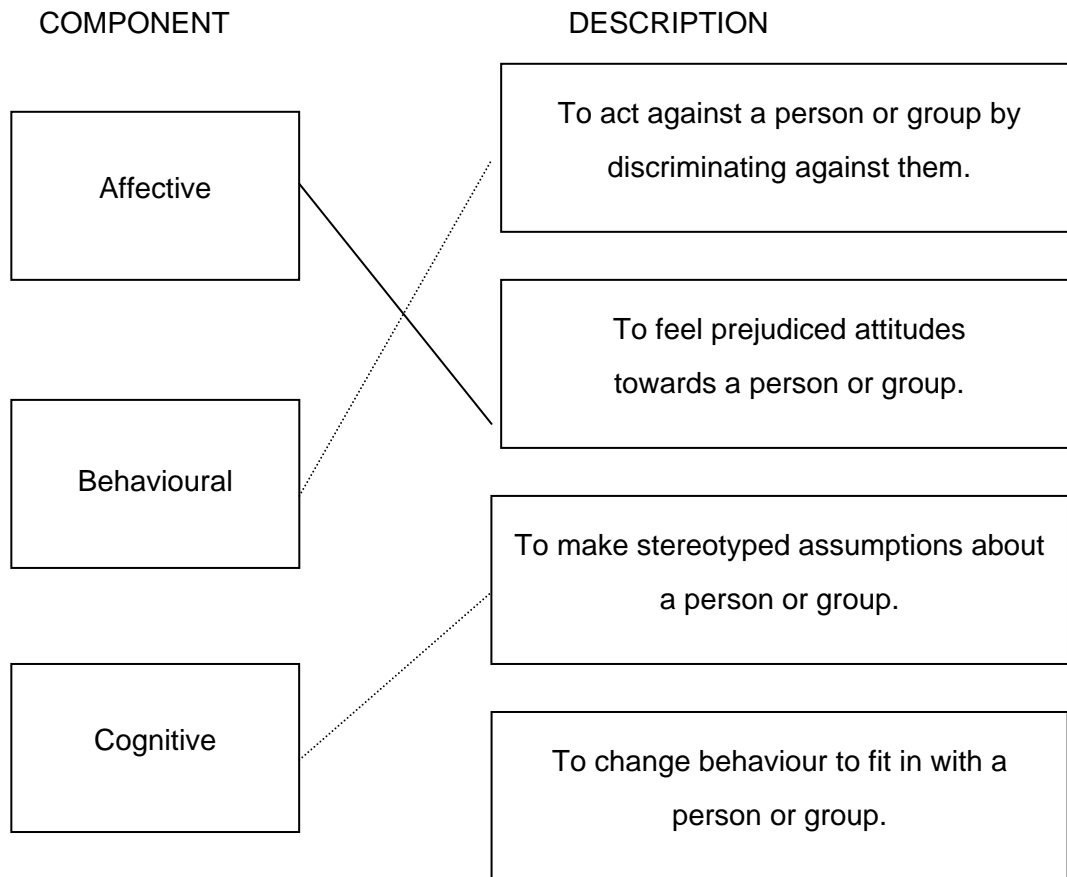 COMPONENT
DESCRIPTION
Affective
To act against a person or group by
discriminating against them.
To feel prejudiced attitudes
towards a person or group.
Behavioural
To make stereotyped assumptions about
a person or group.
Cognitive
To change behaviour to fit in with a
person or group.